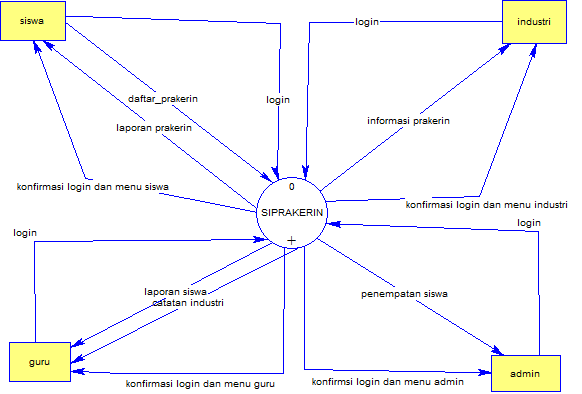 siswa
industri
login
login
daftar_prakerin
laporan prakerin
informasi prakerin
0
konfirmasi login dan menu siswa
konfirmasi login dan menu industri
SIPRAKERIN
login
login
+
laporan siswa
catatan industri
penempatan siswa
guru
admin
konfirmasi login dan menu guru
konfirmsi login dan menu admin